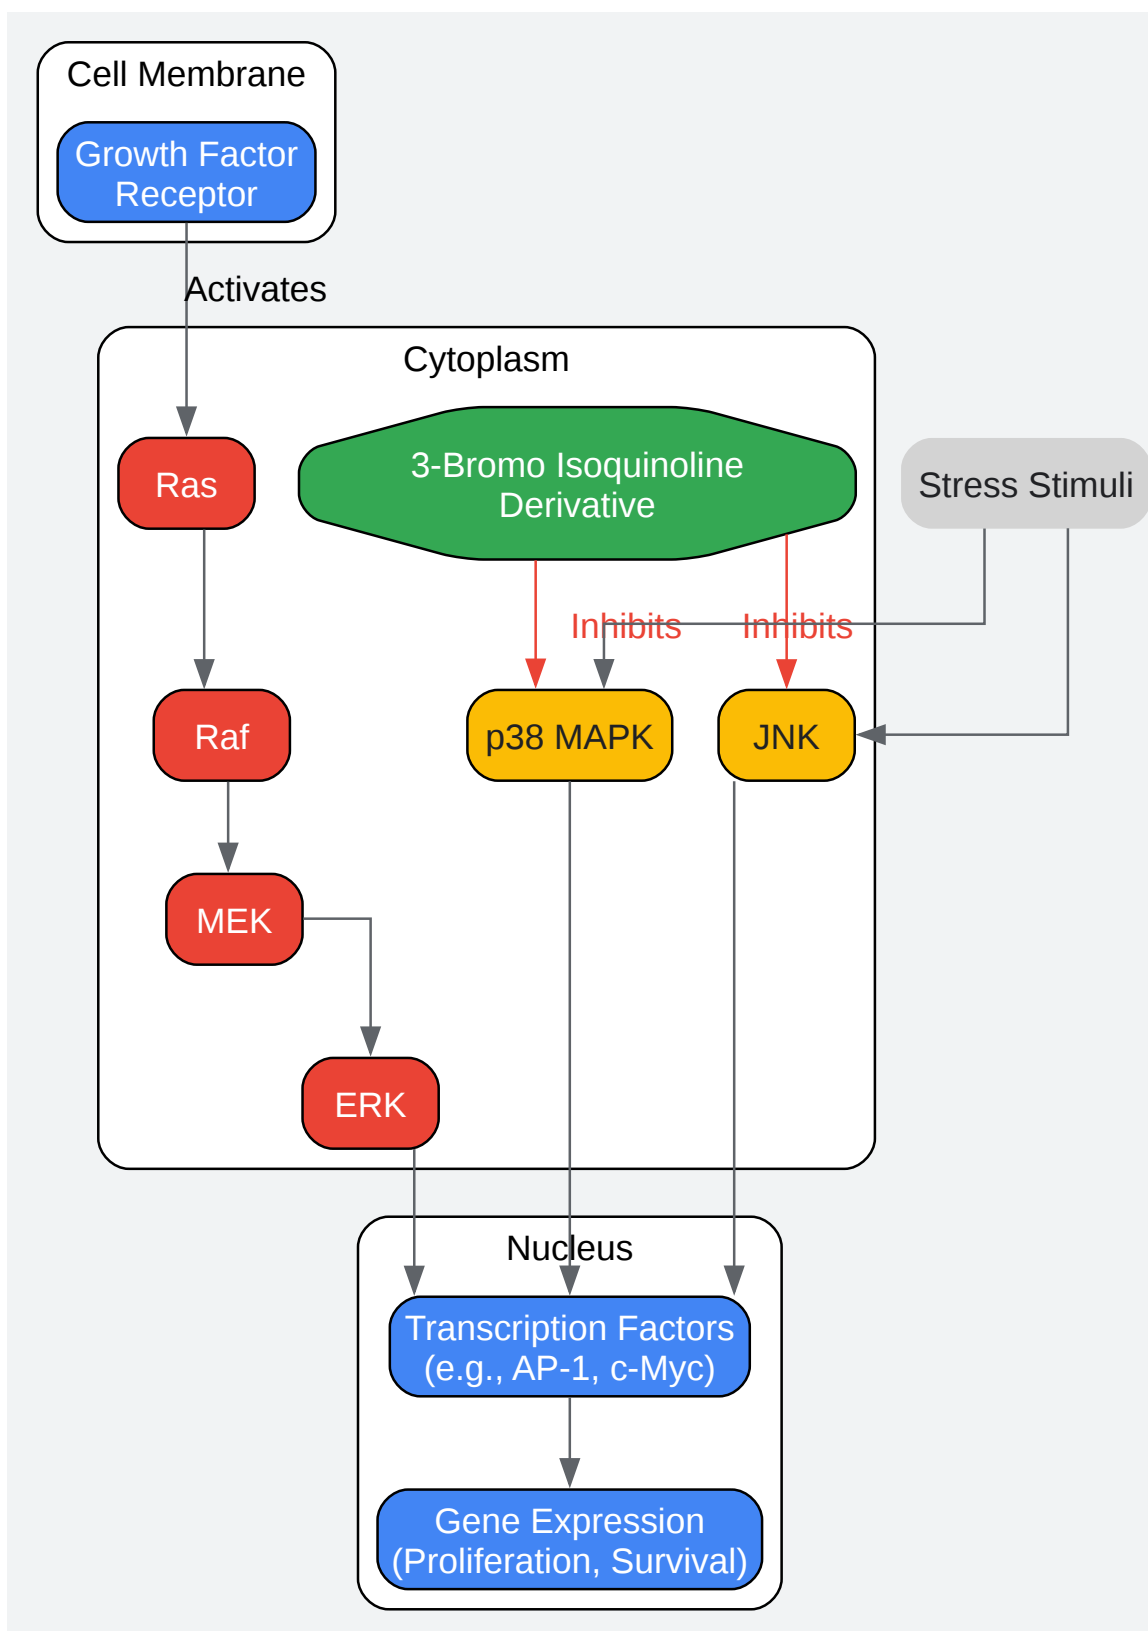 Cell Membrane
Growth Factor
Receptor
Activates
Cytoplasm
Ras
3-Bromo Isoquinoline
Derivative
Stress Stimuli
Inhibits
Inhibits
Raf
p38 MAPK
JNK
MEK
ERK
Nucleus
Transcription Factors
(e.g., AP-1, c-Myc)
Gene Expression
(Proliferation, Survival)